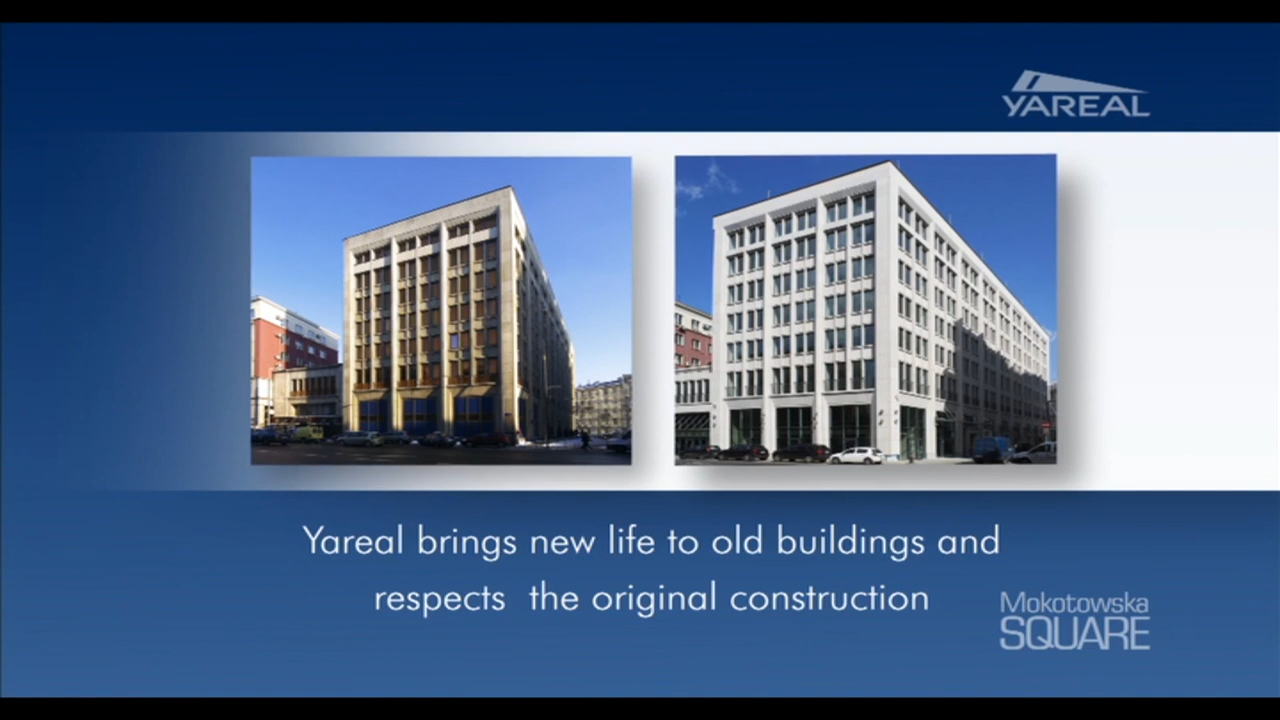 YAREAL
Yareal brings new life to old buildings and
respects the original construction
Mokotowska
SQUARE